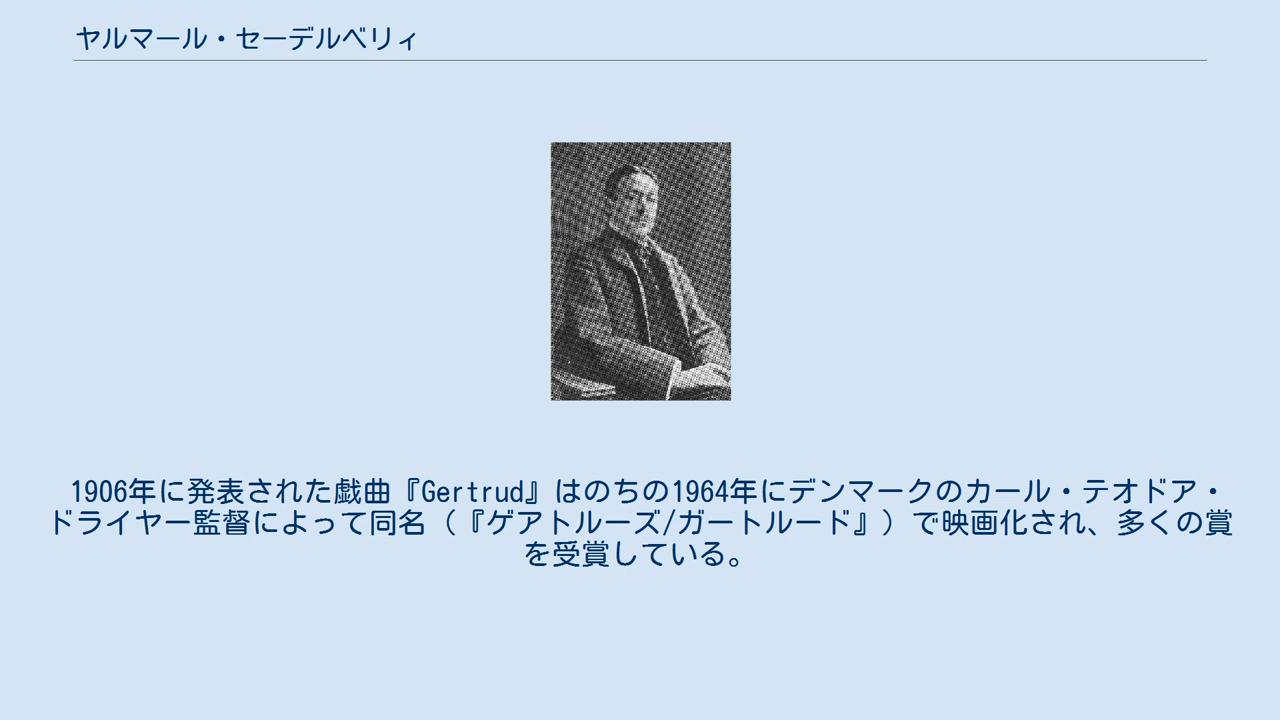 ヤルマール・セーデルベリィ
1906年に発表された戯曲『Gertrud』はのちの1964年にデンマークのカール・テオドア・
ドライヤー監督によって同名（『ゲアトルーズ/ガートルード』）で映画化され、多くの賞
を受賞している。